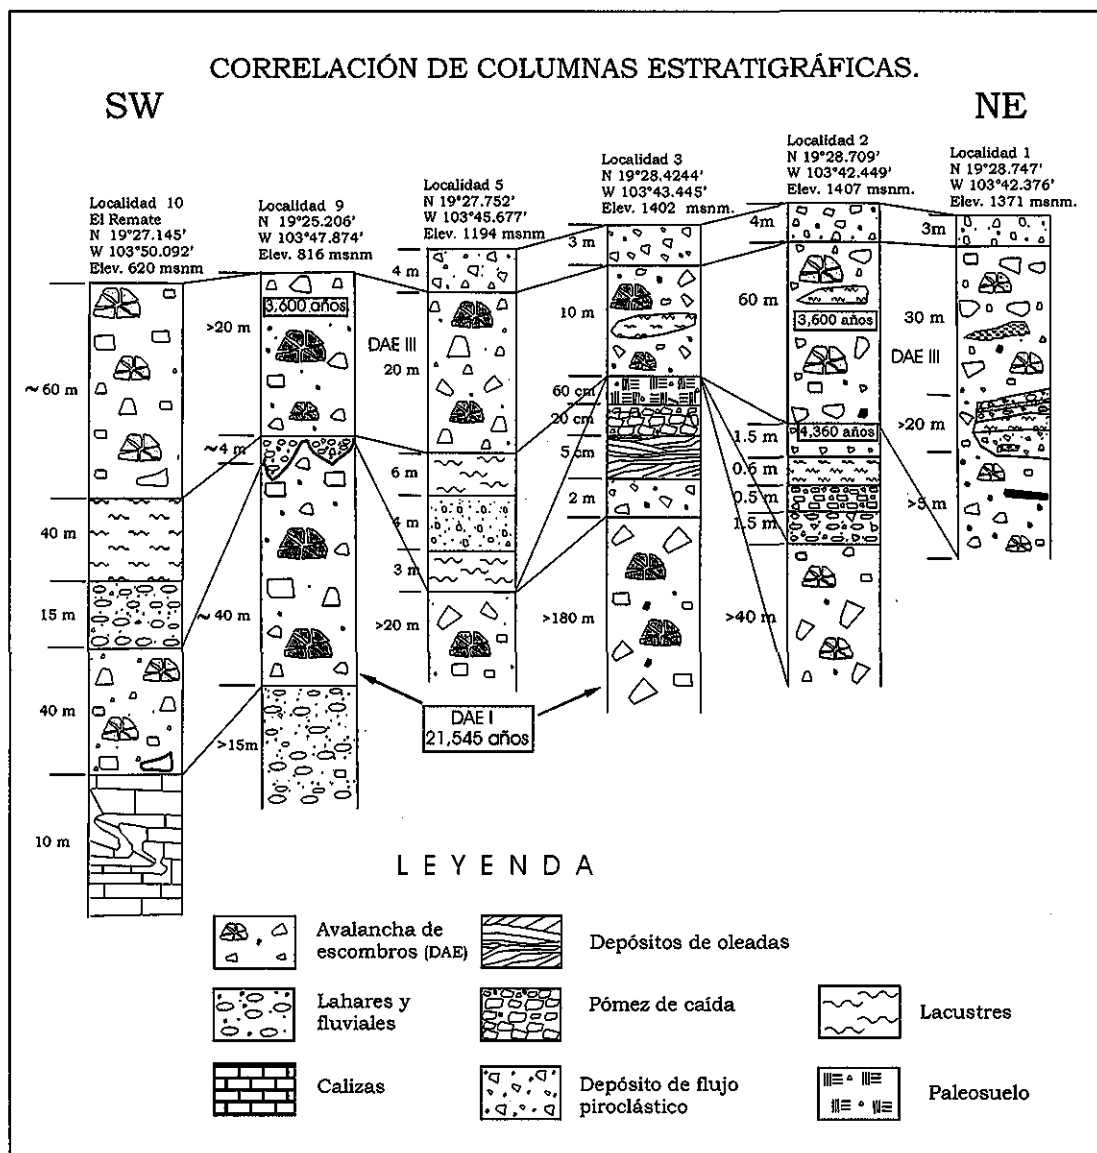 CORRELACIÓN DE COLUMNAS ESTRATIGRÁFICAS.
SW
NE
Localidad 10
El Remate
N 19°27.145'
W 103°50.092'
Elev. 620 msnm
~60 m
40 m
15 m
40 m
10 m
Localidad 9
N 19°25.206'
W 103°47.874'
Elev. 816 msnm
>20 m
3,600 años
~4 m
~40 m
>15m
Localidad 5
N 19°27.752'
W 103°45.677'
Elev. 1194 msnm
4 m
DAE III
20 m
6 m
4 m
3 m
>20 m
Localidad 3
N 19°28.4244'
W 103°43.445'
Elev. 1402 msnm.
3 m
10 m
60 cm
20 cm
5 cm
2 m
>180 m
Localidad 2
N 19°28.709'
W 103°42.449'
Elev. 1407 msnm.
4m
60 m
3,600 años
4,360 años
1.5 m
0.6 m
0.5m
1.5 m
>40 m
Localidad 1
N 19°28.747'
W 103°42.376'
Elev. 1371 msnm.
3m
30 m
DAE III
>20 m
>5 m
DAE I
21,545 años
LEYENDA
Avalancha de
escombros (DAE)
Depósitos de oleadas
Lahares y
fluviales
Pómez de caída
Lacustres
Calizas
Depósito de flujo
piroclástico
Paleosuelo